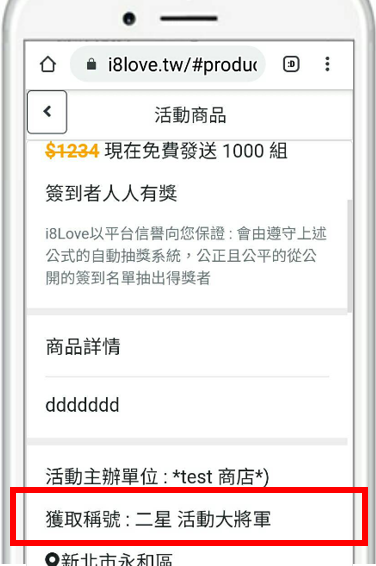 i8love.tw/#produc
:D
活動商品
$1234 現在免費發送 1000 組
簽到者人人有獎
i8Love以平台信譽向您保證 : 會由遵守上述
公式的自動抽獎系統，公正且公平的從公
開的簽到名單抽出得獎者
商品詳情
ddddddd
活動主辦單位 : *test 商店*)
獲取稱號 : 二星 活動大將軍
新北市永和區